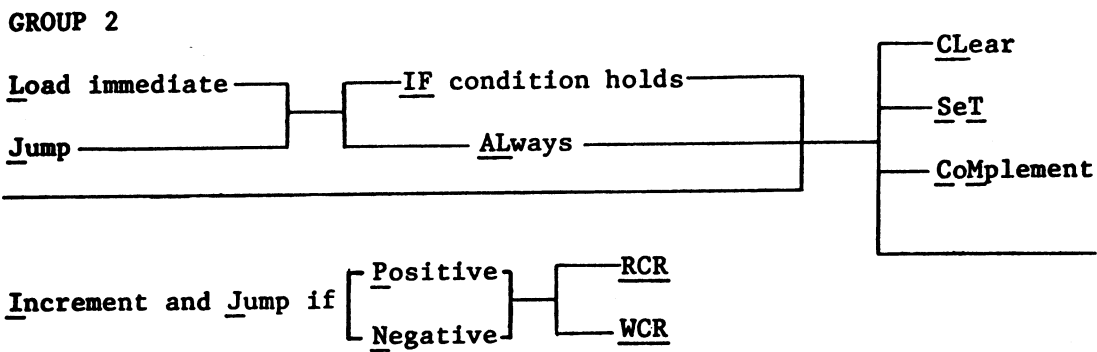 GROUP 2
CLear
Load immediate
IF condition holds
SeT
Jump
ALways
CoMplement
Positive
RCR
Increment and Jump if
Negative
WCR